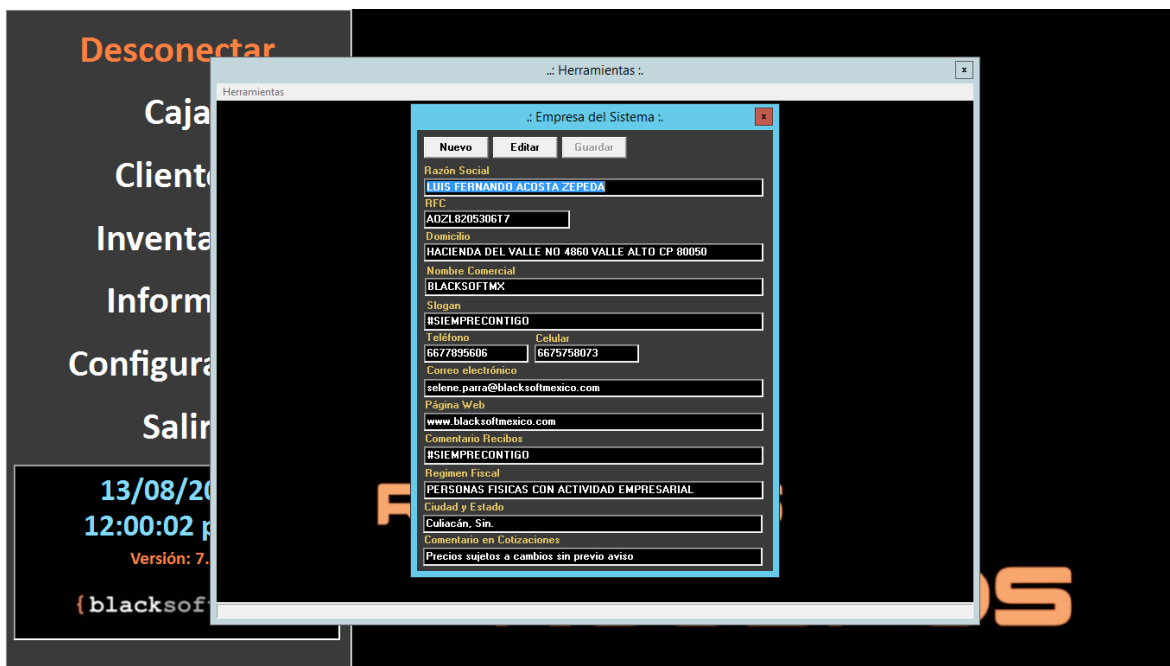 Desconectar
..: Herramientas :.
x
Herramientas
Caja
.: Empresa del Sistema :.
x
Nuevo Editar Guardar
Razón Social
LUIS FERNANDO ACOSTA ZEPEDA
RFC
AOZL8205306T7
Domicilio
HACIENDA DEL VALLE NO 4860 VALLE ALTO CP 80050
Nombre Comercial
BLACKSOFTMX
Slogan
#SIEMPRECONTIGO
Teléfono Celular
6677895606 6675758073
Correo electrónico
selene.parra@blacksoftmexico.com
Página Web
www.blacksoftmexico.com
Comentario Recibos
#SIEMPRECONTIGO
Regimen Fiscal
PERSONAS FISICAS CON ACTIVIDAD EMPRESARIAL
Ciudad y Estado
Culiacán, Sin.
Comentario en Cotizaciones
Precios sujetos a cambios sin previo aviso
Client
Inventa
Inform
Configura
Salir
13/08/20
12:00:02 p
Versión: 7.
{blacksof
OS